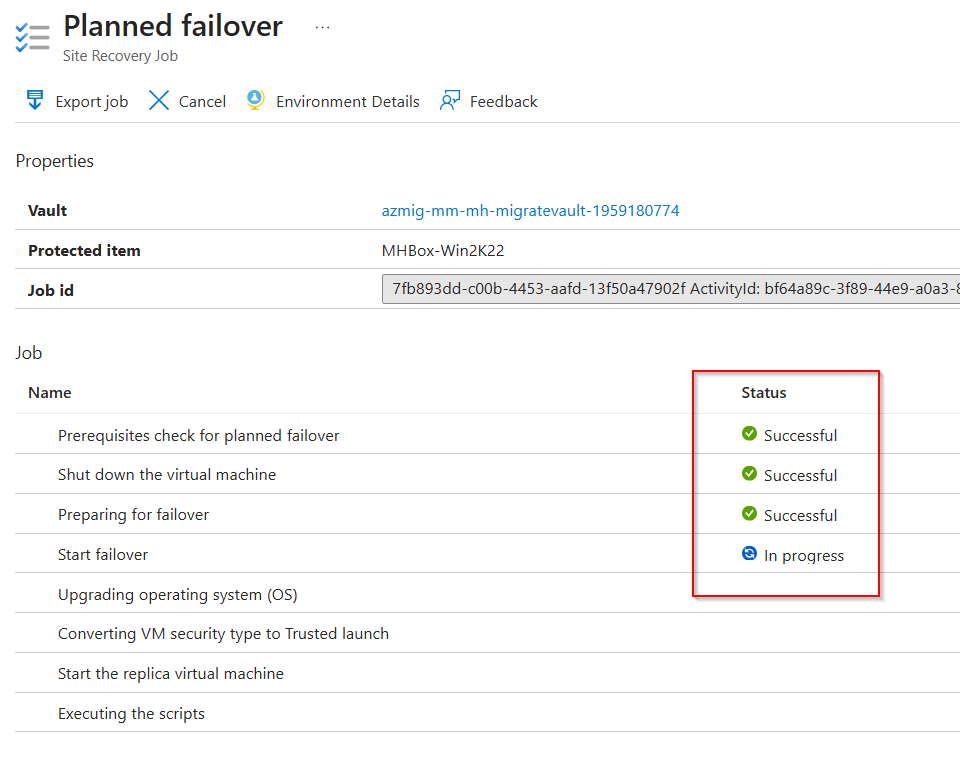 Planned failover ...
Site Recovery Job
Export job Cancel Environment Details Feedback
Properties
Vault azmig-mm-mh-migratevault-1959180774
Protected item MHBox-Win2K22
Job id 7fb893dd-c00b-4453-aafd-13f50a47902f ActivityId: bf64a89c-3f89-44e9-a0a3-8
Job
Name Status
Prerequisites check for planned failover Successful
Shut down the virtual machine Successful
Preparing for failover Successful
Start failover In progress
Upgrading operating system (OS)
Converting VM security type to Trusted launch
Start the replica virtual machine
Executing the scripts